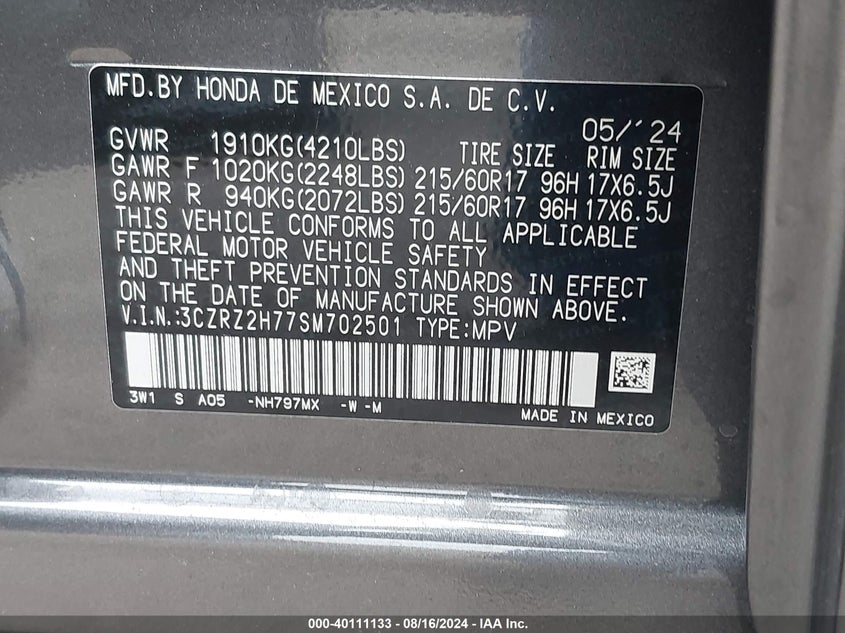 MFD.BY HONDA DE MEXICO S.A. DE C.V.
05/'24
GVWR 1910KG(4210LBS) TIRE SIZE RIM SIZE
GAWR F 1020KG(2248LBS) 215/60R17 96H 17X6.5J
GAWR R 940KG(2072LBS) 215/60R17 96H 17X6.5J
THIS VEHICLE CONFORMS TO ALL APPLICABLE
FEDERAL MOTOR VEHICLE SAFETY
AND THEFT PREVENTION STANDARDS IN EFFECT
ON THE DATE OF MANUFACTURE SHOWN ABOVE.
V.I.N.:3CZRZ2H77SM702501 TYPE:MPV
3W1 S A05 -NH797MX -W -M
MADE IN MEXICO
000-40111133 - 08/16/2024 - IAA Inc.